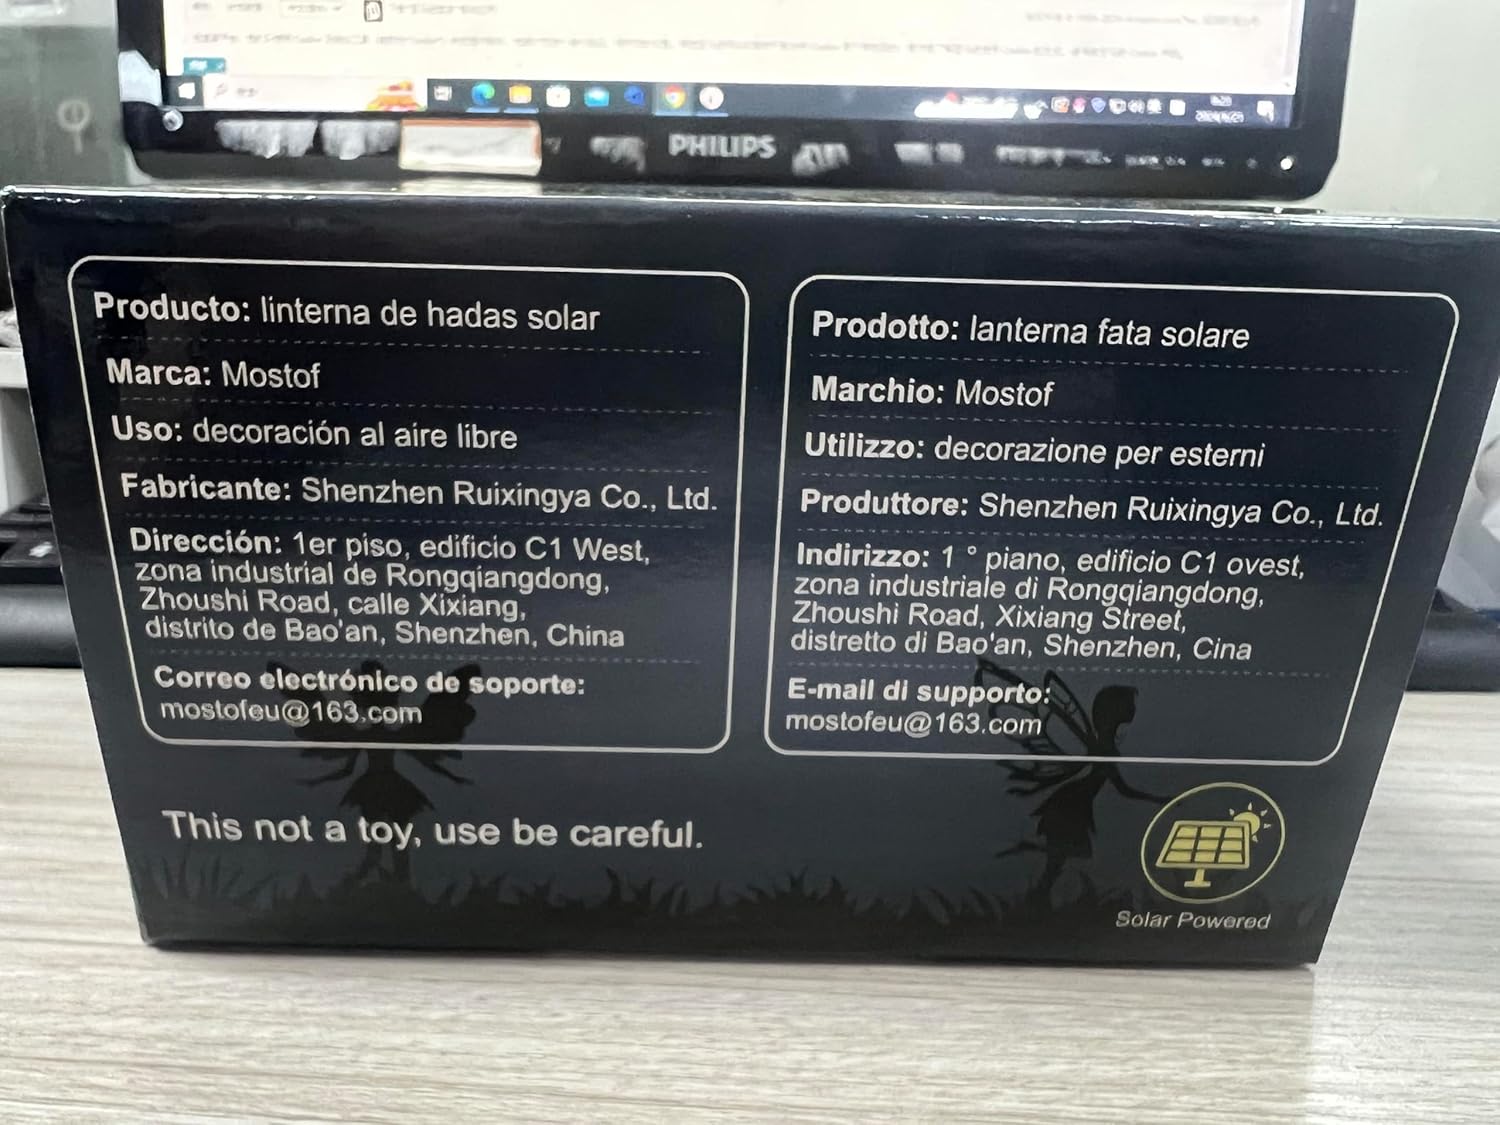 PHILIPS
Producto: linterna de hadas solar
Marca: Mostof
Uso: decoración al aire libre
Fabricante: Shenzhen Ruixingya Co., Ltd.
Dirección: 1er piso, edificio C1 West,
zona industrial de Rongqiangdong,
Zhoushi Road, calle Xixiang,
distrito de Bao'an, Shenzhen, China
Correo electrónico de soporte:
mostofeu@163.com
Prodotto: lanterna fata solare
Marchio: Mostof
Utilizzo: decorazione per esterni
Produttore: Shenzhen Ruixingya Co., Ltd.
Indirizzo: 1 ° piano, edificio C1 ovest,
zona industriale di Rongqiangdong,
Zhoushi Road, Xixiang Street,
distretto di Bao'an, Shenzhen, Cina
E-mail di supporto:
mostofeu@163.com
This not a toy, use be careful.
Solar Powered